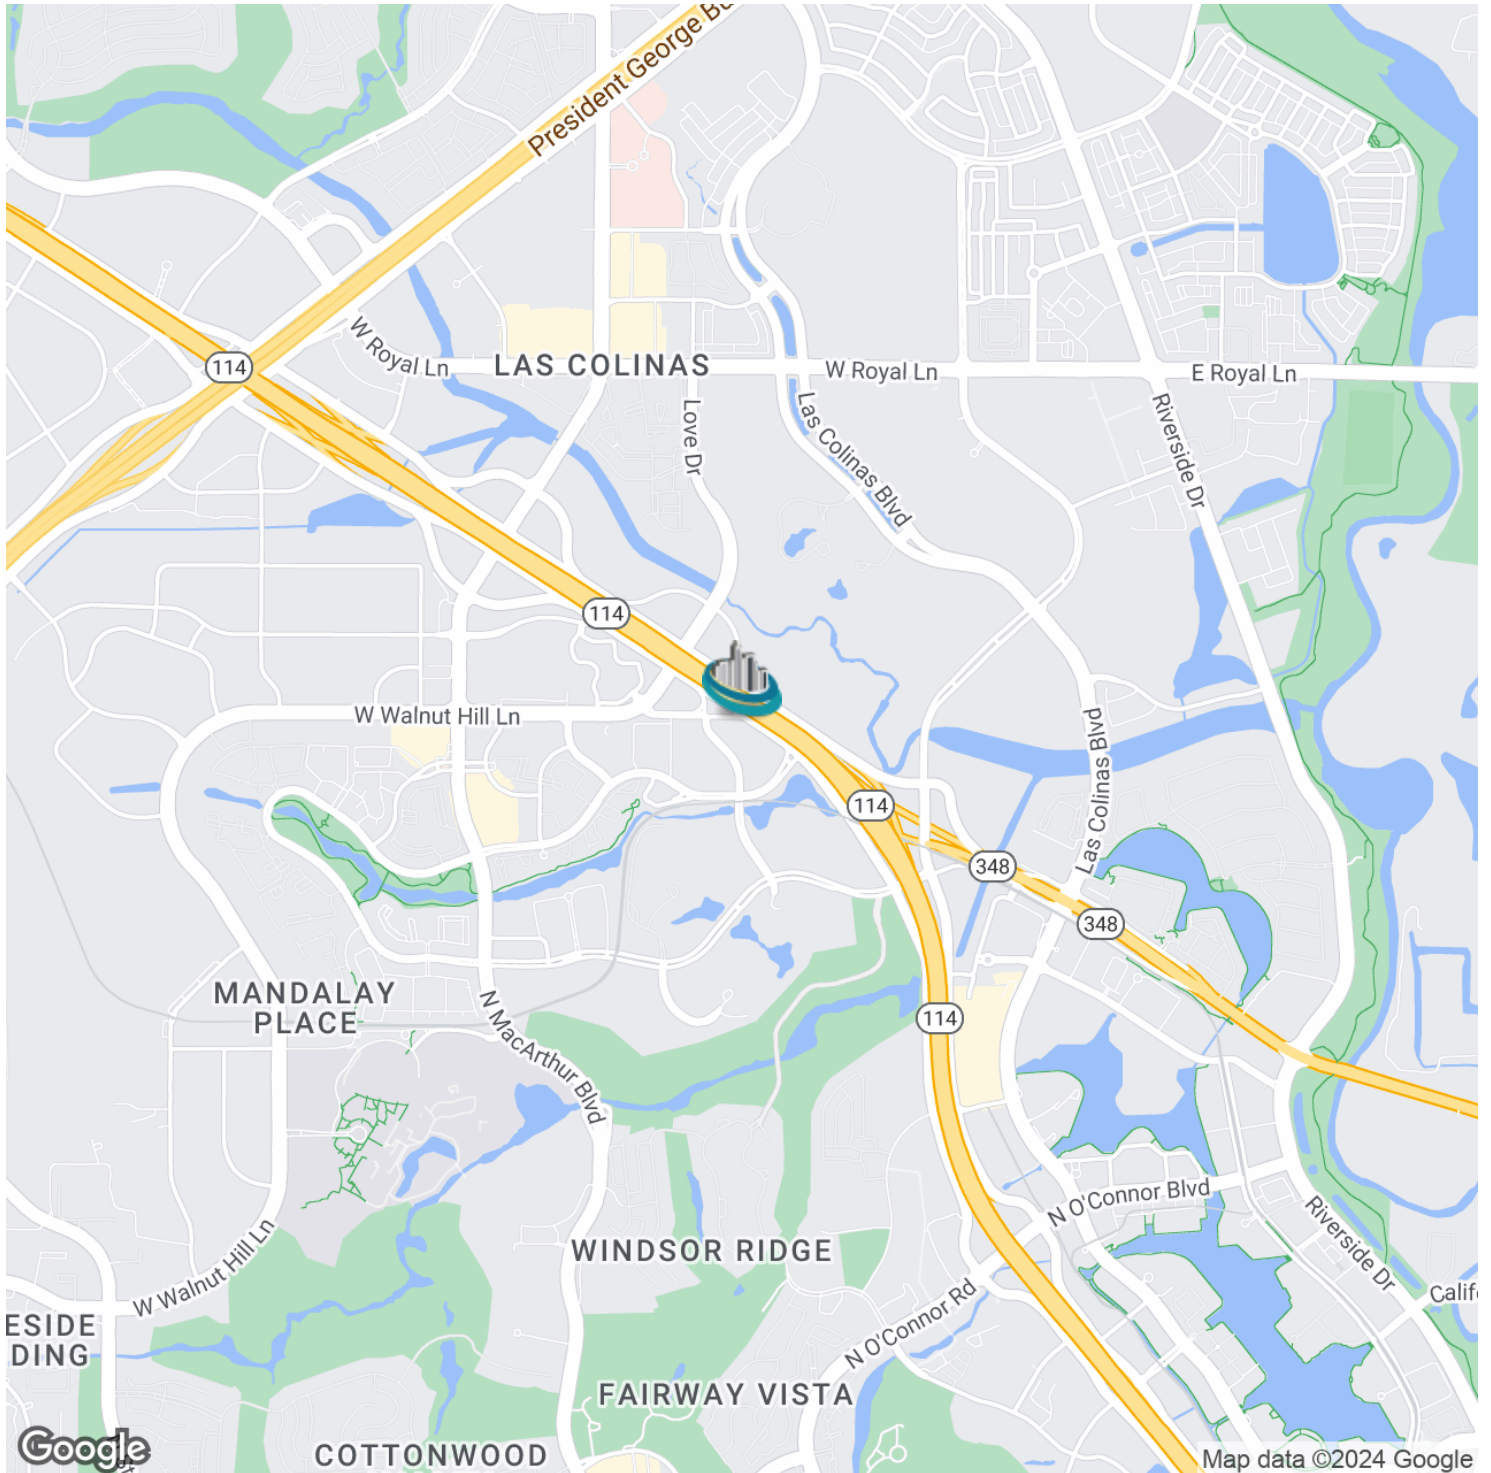 President George Bu
114
W Royal Ln
LAS COLINAS
W Royal Ln
E Royal Ln
Love Dr
Las Colinas Blvd
Riverside Dr
114
W Walnut Hill Ln
Las Colinas Blvd
114
348
348
MANDALAY
PLACE
N MacArthur Blvd
114
N O'Connor Blvd
W Walnut Hill Ln
WINDSOR RIDGE
Riverside Dr
Califo
N O'Connor Rd
ESIDE
DING
FAIRWAY VISTA
COTTONWOOD
Google
Map data ©2024 Google